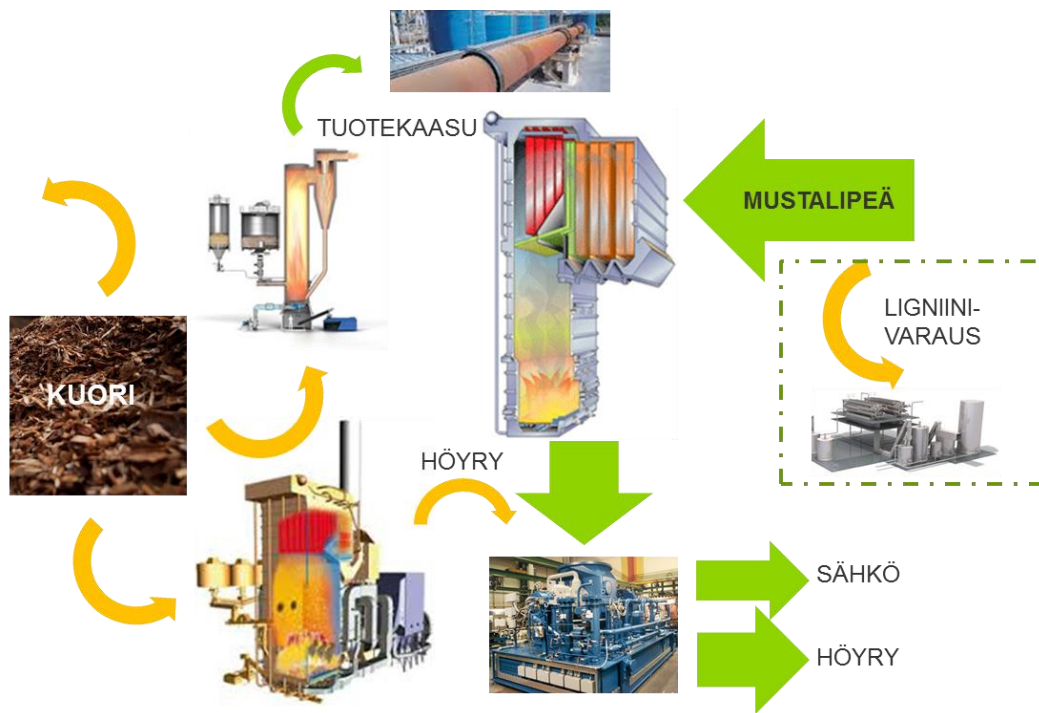 TUOTEKAASU
MUSTALIPEÄ
LIGNIINI-
VARAUS
KUORI
HÖYRY
SÄHKÖ
HÖYRY